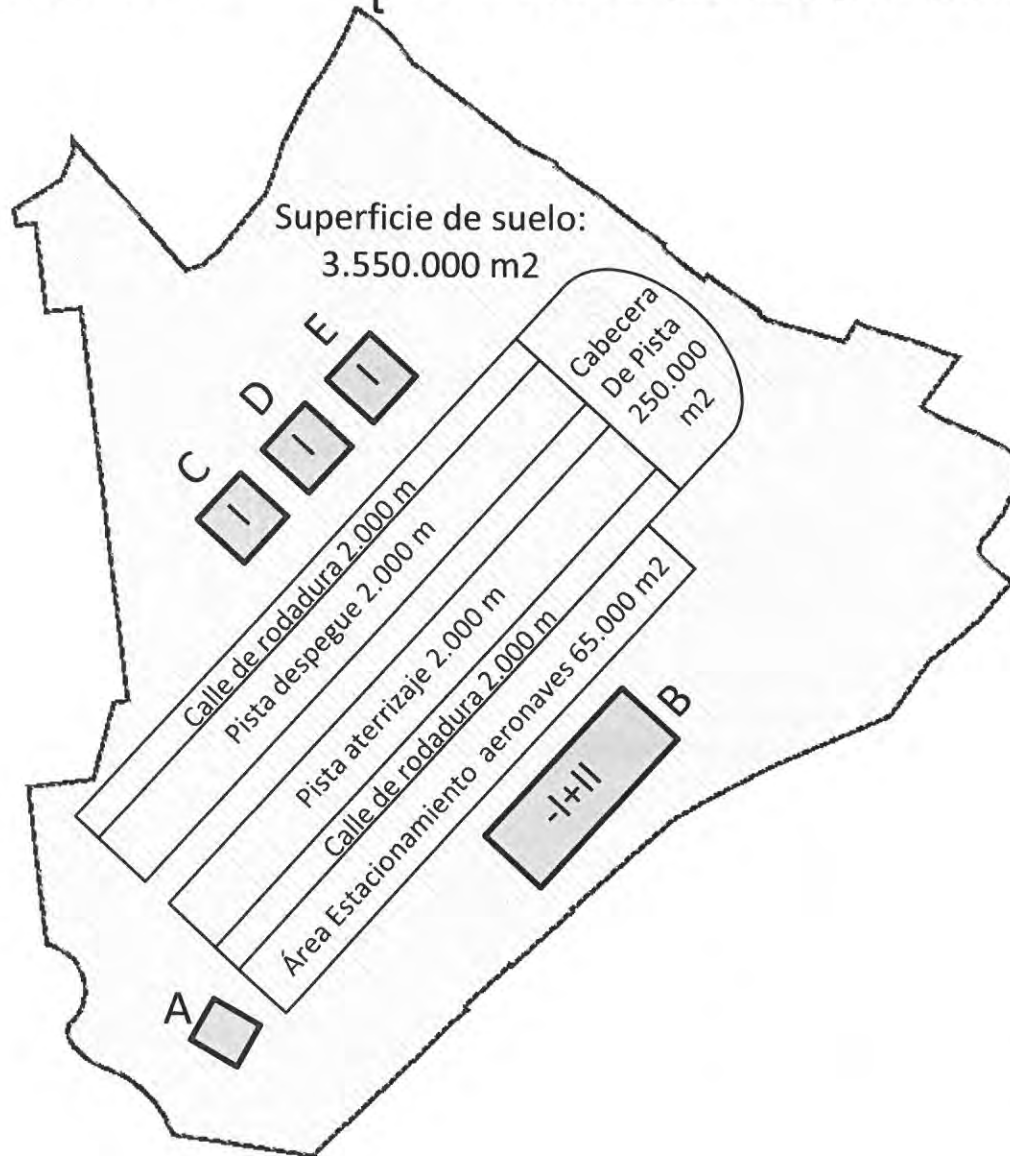 Superficie de suelo:
3.550.000 m2
Cabecera
De Pista
250.000
m2
E
I
D
I
C
I
Calle de rodadura 2.000 m
Pista despegue 2.000 m
Pista aterrizaje 2.000 m
Calle de rodadura 2.000 m
Área Estacionamiento aeronaves 65.000 m2
B
-I+II
A